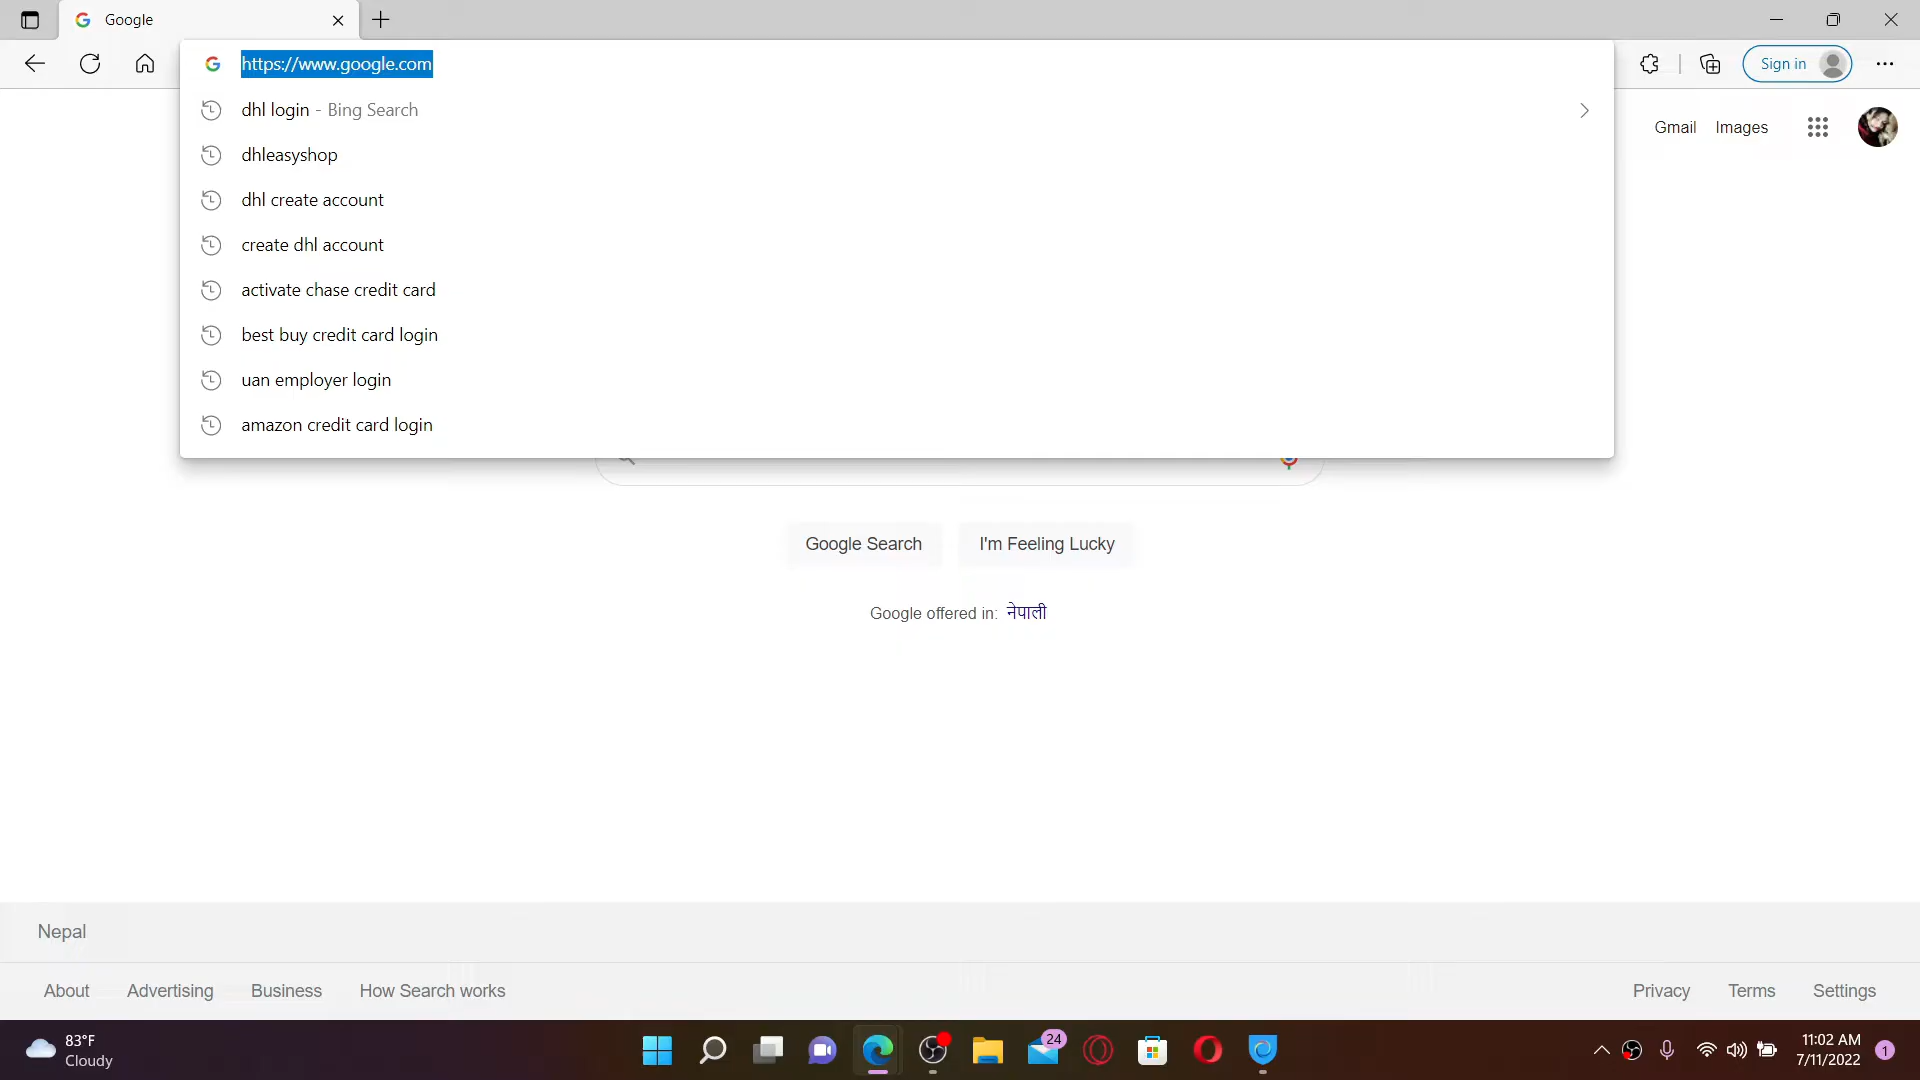 Google
https://www.google.com
Sign in
dhl login - Bing Search
dhleasyshop
dhl create account
create dhl account
activate chase credit card
best buy credit card login
uan employer login
amazon credit card login
Gmail Images
Google Search I'm Feeling Lucky
Google offered in: नेपाली
Nepal
About Advertising Business How Search works Privacy Terms Settings
83°F
Cloudy
24
11:02 AM
7/11/2022
1